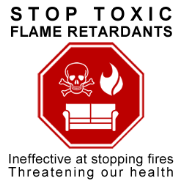 STOP TOXIC
FLAME RETARDANTS
Ineffective at stopping fires
Threatening our health